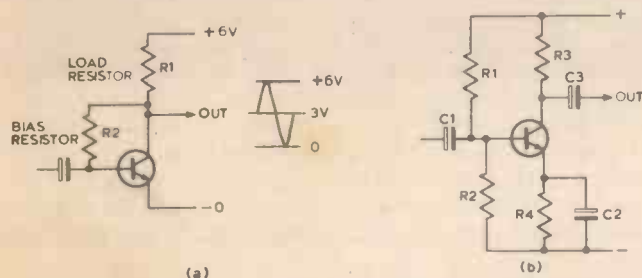 +6V
LOAD
RESISTOR
R1
OUT
BIAS
RESISTOR
R2
-0
+6V
3V
0
(a)
+
R1
R3
C3
OUT
C1
R2
R4
C2
-
(b)